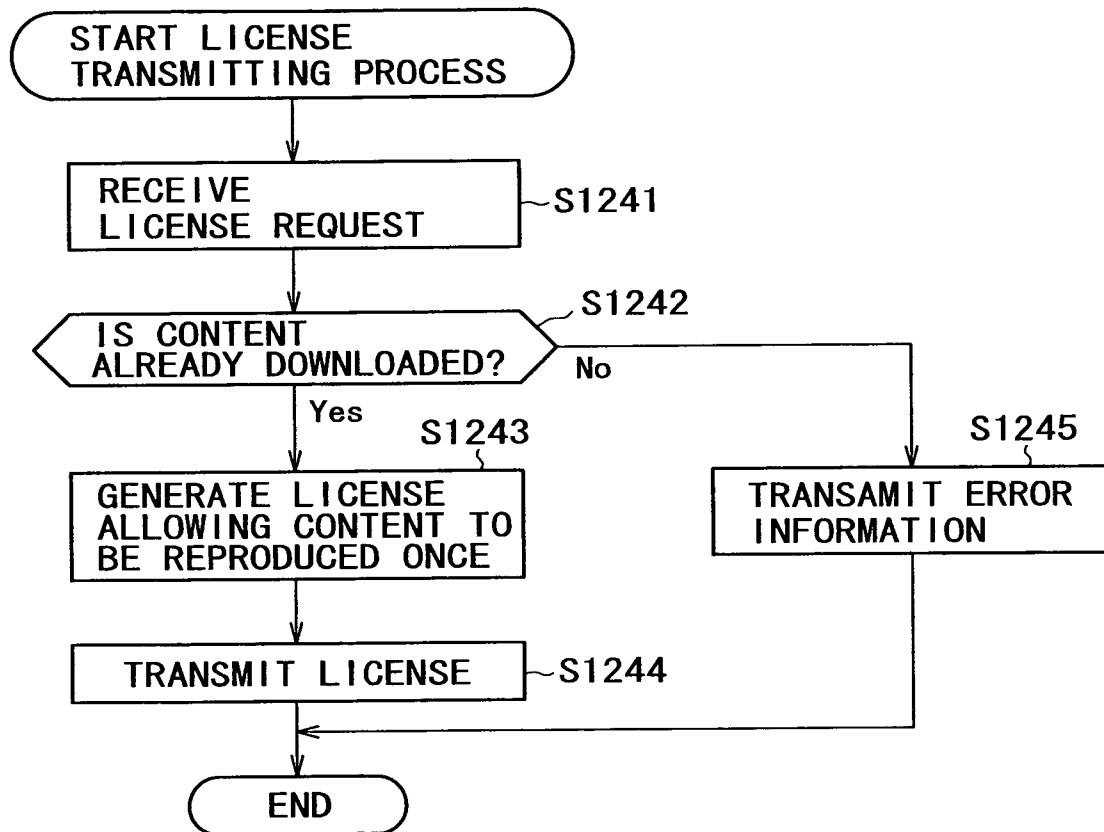 START LICENSE
TRANSMITTING PROCESS
RECEIVE
LICENSE REQUEST
S1241
S1242
IS CONTENT
ALREADY DOWNLOADED?
No
Yes
S1243
GENERATE LICENSE
ALLOWING CONTENT TO
BE REPRODUCED ONCE
S1245
TRANSAMIT ERROR
INFORMATION
TRANSMIT LICENSE
S1244
END